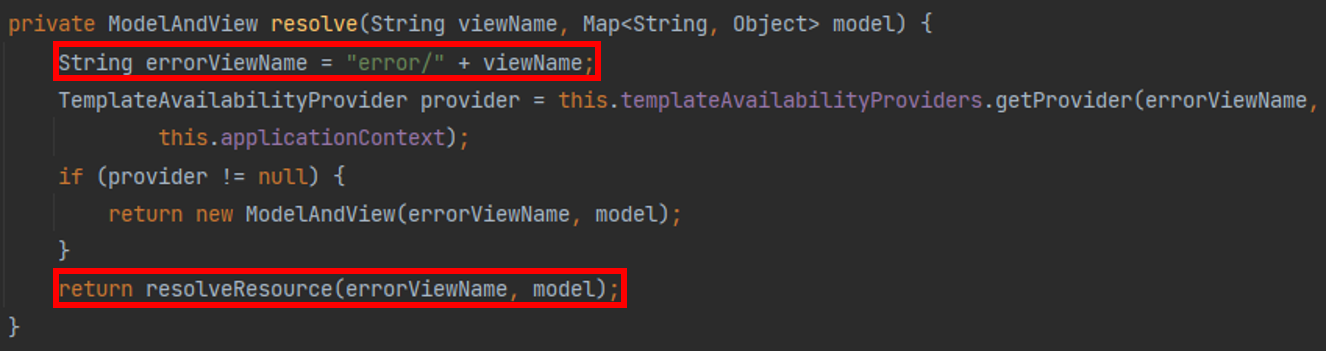 private ModelAndView resolve(String viewName, Map<String, Object> model) {
String errorViewName = "error/" + viewName;
TemplateAvailabilityProvider provider = this.templateAvailabilityProviders.getProvider(errorViewName,
this.applicationContext);
if (provider != null) {
return new ModelAndView(errorViewName, model);
}
return resolveResource(errorViewName, model);
}